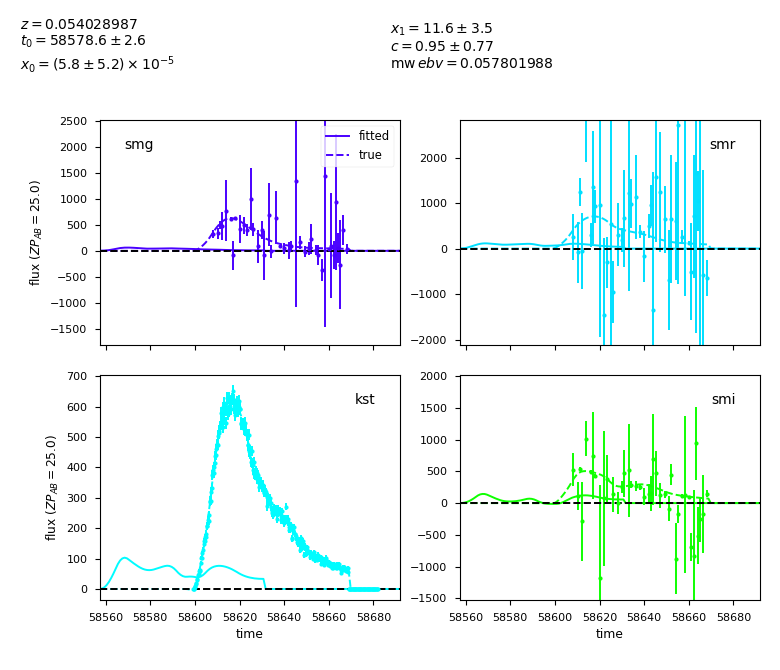 z = 0.054028987
t₀ = 58578.6 ± 2.6
x₀ = (5.8 ± 5.2) × 10⁻⁵
x₁ = 11.6 ± 3.5
c = 0.95 ± 0.77
mw ebv = 0.057801988
2500
2000
1500
1000
500
0
−500
−1000
−1500
flux (ZP_AB = 25.0)
smg
fitted
true
2000
1000
0
−1000
−2000
smr
700
600
500
400
300
200
100
0
flux (ZP_AB = 25.0)
kst
58560 58580 58600 58620 58640 58660 58680
time
2000
1500
1000
500
0
−500
−1000
−1500
smi
58560 58580 58600 58620 58640 58660 58680
time